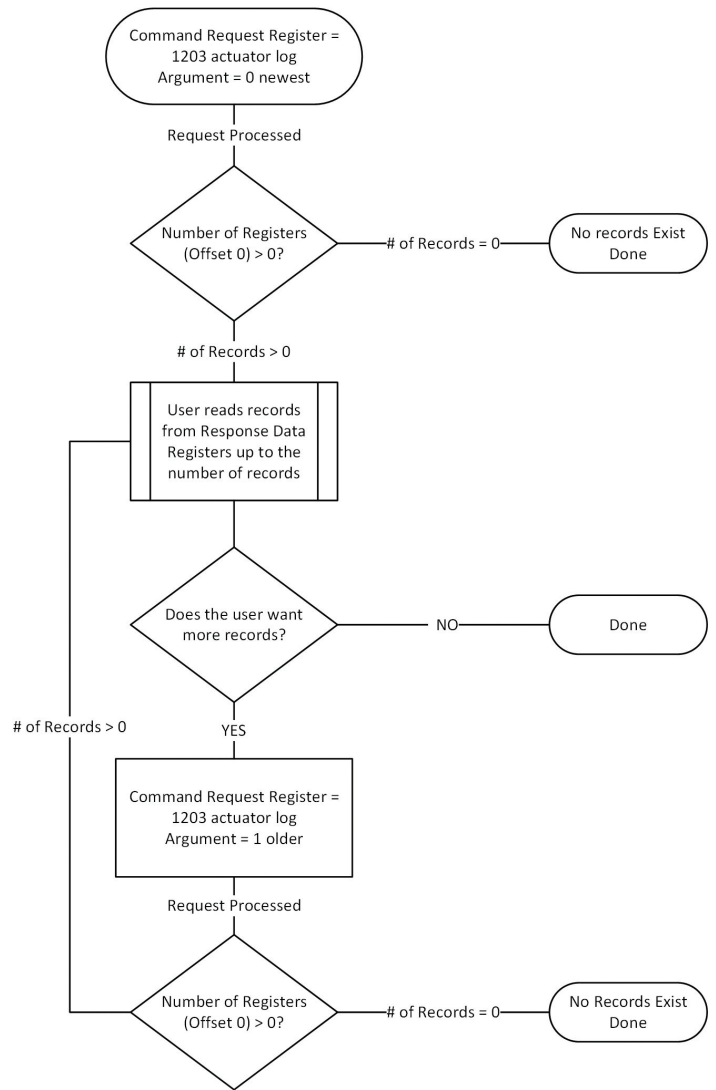 Command Request Register =
1203 actuator log
Argument = 0 newest
Request Processed
Number of Registers
(Offset 0) > 0?
# of Records = 0
No records Exist
Done
# of Records > 0
User reads records
from Response Data
Registers up to the
number of records
Does the user want
more records?
NO
Done
# of Records > 0
YES
Command Request Register =
1203 actuator log
Argument = 1 older
Request Processed
Number of Registers
(Offset 0) > 0?
# of Records = 0
No Records Exist
Done